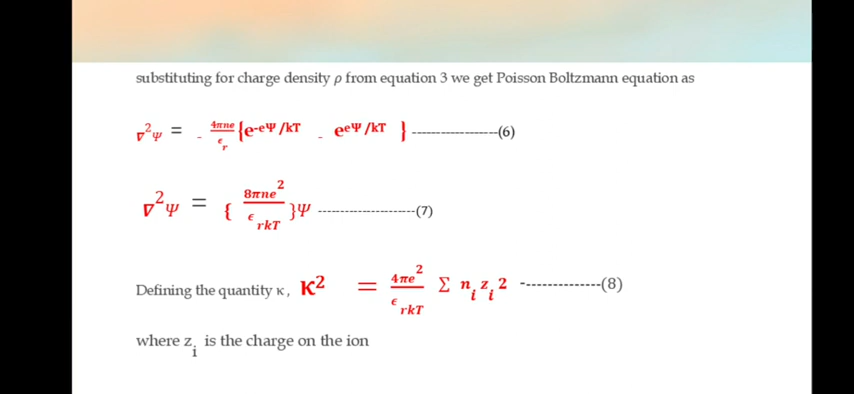 substituting for charge density ρ from equation 3 we get Poisson Boltzmann equation as
∇²Ψ = - 4πne/ϵr {e-eΨ /kT - eeΨ /kT } ------------------(6)
∇²Ψ = { 8πne²/ϵrkT }Ψ ---------------------(7)
Defining the quantity κ, K² = 4πe²/ϵrkT Σ nᵢzᵢ2 --------------(8)
where zᵢ is the charge on the ion